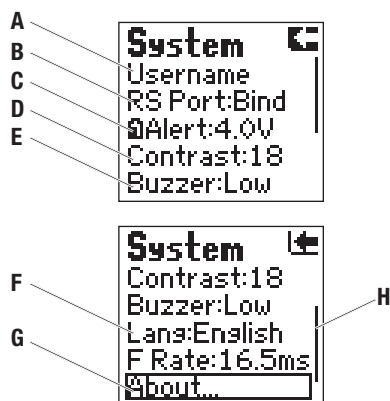 A
B
C
D
E
System
Username
RS Port:Bind
Alert:4.0V
Contrast:18
Buzzer:Low
F
G
System
Contrast:18
Buzzer:Low
Lang:English
F Rate:16.5ms
About...
H